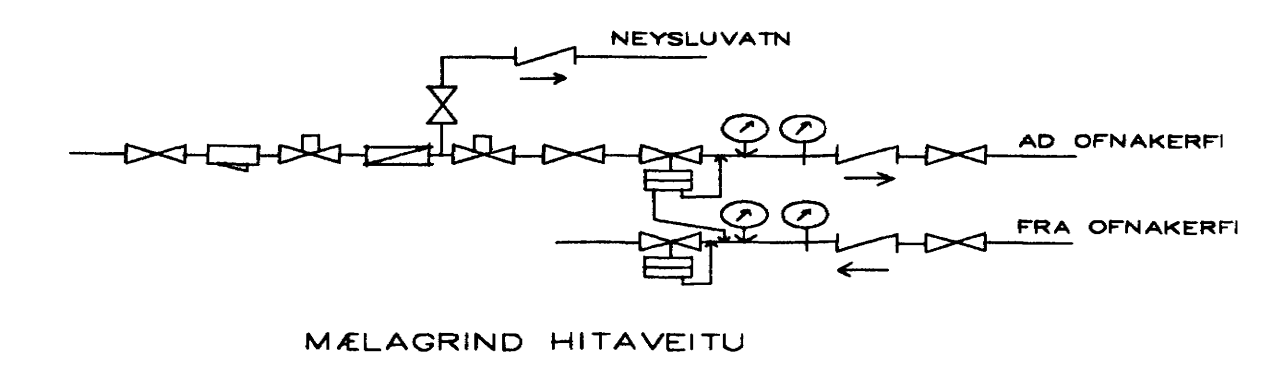 NEYSLUVATN
AD OFNAKERFI
FRA OFNAKERFI
MÆLAGRIND HITAVEITU